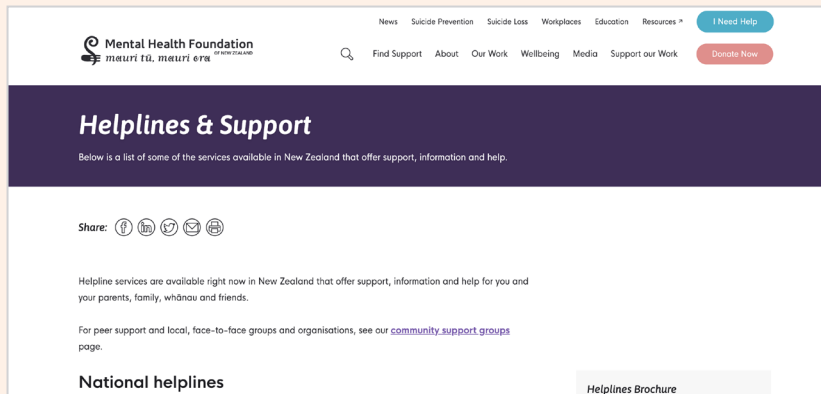 News Suicide Prevention Suicide Loss Workplaces Education Resources ↗ I Need Help
Mental Health Foundation
OF NEW ZEALAND
mauri tū, mauri ora
Find Support About Our Work Wellbeing Media Support our Work Donate Now
Helplines & Support
Below is a list of some of the services available in New Zealand that offer support, information and help.
Share:
Helpline services are available right now in New Zealand that offer support, information and help for you and
your parents, family, whānau and friends.
For peer support and local, face-to-face groups and organisations, see our community support groups
page.
National helplines
Helplines Brochure